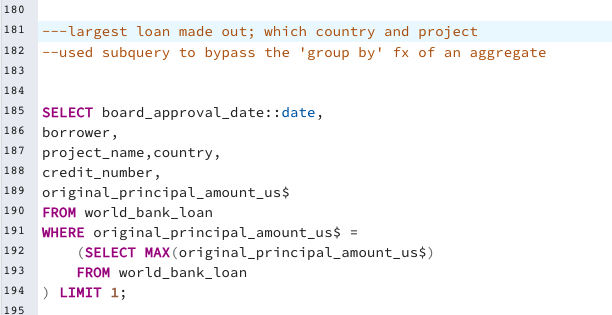 180
181 ---largest loan made out; which country and project
182 --used subquery to bypass the 'group by' fx of an aggregate
183
184
185 SELECT board_approval_date::date,
186 borrower,
187 project_name,country,
188 credit_number,
189 original_principal_amount_us$
190 FROM world_bank_loan
191 WHERE original_principal_amount_us$ =
192     (SELECT MAX(original_principal_amount_us$)
193     FROM world_bank_loan
194 ) LIMIT 1;
195